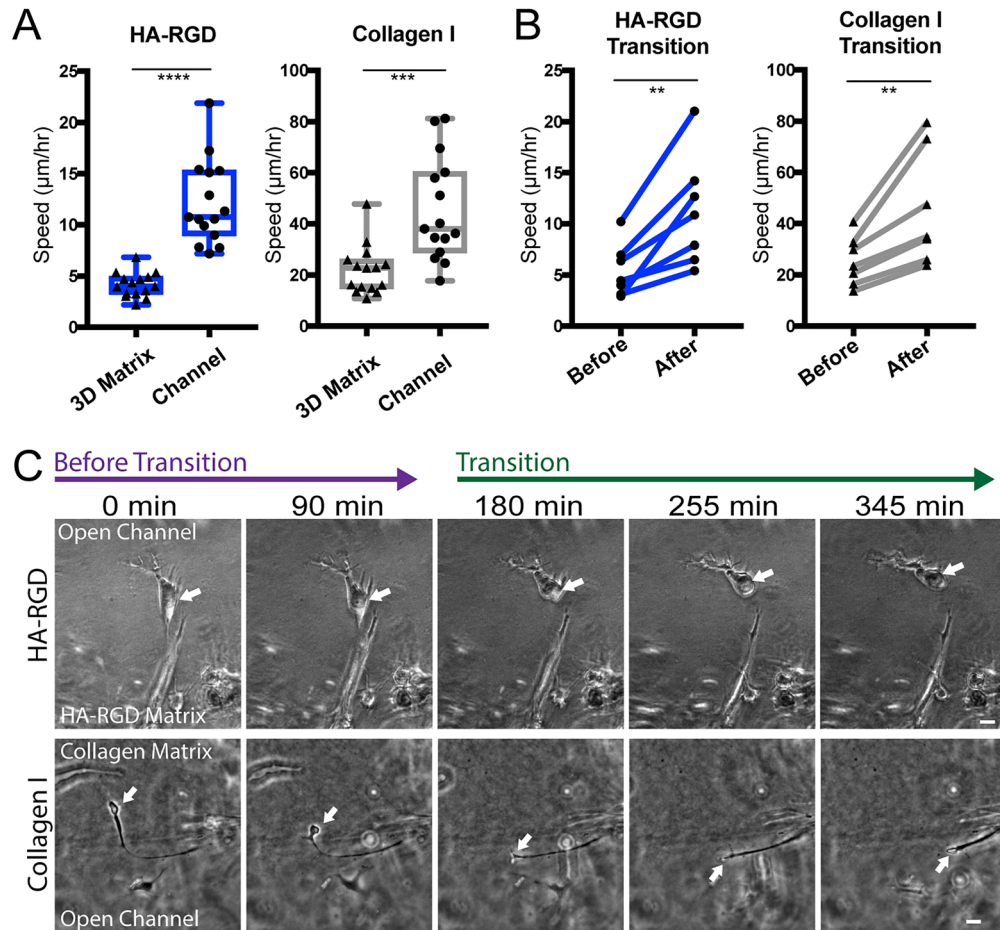 A
HA-RGD
Speed (µm/hr)
25
20
15
10
5
0
****
3D Matrix
Channel
Collagen I
Speed (µm/hr)
100
80
60
40
20
0
***
3D Matrix
Channel
B
HA-RGD
Transition
Speed (µm/hr)
25
20
15
10
5
0
**
Before
After
Collagen I
Transition
Speed (µm/hr)
100
80
60
40
20
0
**
Before
After
C
Before Transition
Transition
0 min
90 min
180 min
255 min
345 min
HA-RGD
Open Channel
HA-RGD Matrix
Collagen I
Collagen Matrix
Open Channel